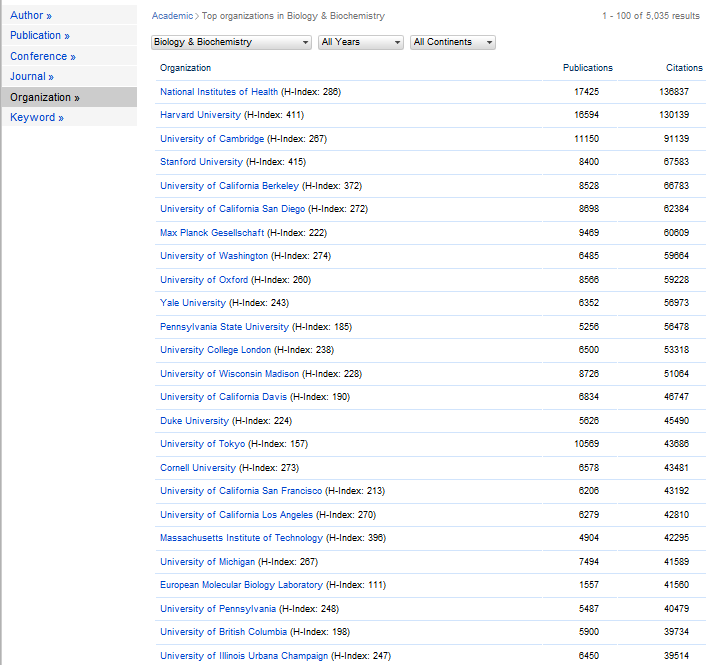 Author »
Publication »
Conference »
Journal »
Organization »
Keyword »
Academic > Top organizations in Biology & Biochemistry 1 - 100 of 5,035 results
Biology & Biochemistry All Years All Continents
Organization Publications Citations
National Institutes of Health (H-Index: 286) 17425 136837
Harvard University (H-Index: 411) 16594 130139
University of Cambridge (H-Index: 267) 11150 91139
Stanford University (H-Index: 415) 8400 67583
University of California Berkeley (H-Index: 372) 8528 66783
University of California San Diego (H-Index: 272) 8698 62384
Max Planck Gesellschaft (H-Index: 222) 9469 60609
University of Washington (H-Index: 274) 6485 59664
University of Oxford (H-Index: 260) 8566 59228
Yale University (H-Index: 243) 6352 56973
Pennsylvania State University (H-Index: 185) 5256 56478
University College London (H-Index: 238) 6500 53318
University of Wisconsin Madison (H-Index: 228) 8726 51064
University of California Davis (H-Index: 190) 6834 46747
Duke University (H-Index: 224) 5626 45490
University of Tokyo (H-Index: 157) 10569 43686
Cornell University (H-Index: 273) 6578 43481
University of California San Francisco (H-Index: 213) 6206 43192
University of California Los Angeles (H-Index: 270) 6279 42810
Massachusetts Institute of Technology (H-Index: 396) 4904 42295
University of Michigan (H-Index: 267) 7494 41589
European Molecular Biology Laboratory (H-Index: 111) 1557 41560
University of Pennsylvania (H-Index: 248) 5487 40479
University of British Columbia (H-Index: 198) 5900 39734
University of Illinois Urbana Champaign (H-Index: 247) 6450 39514